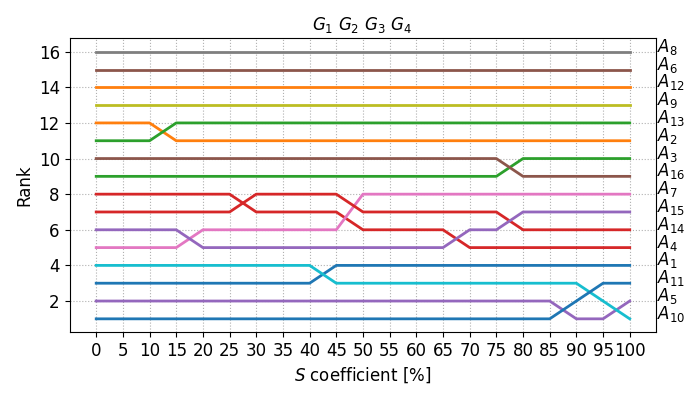 G₁ G₂ G₃ G₄
16
14
12
10
8
6
4
2
Rank
A₈
A₆
A₁₂
A₉
A₁₃
A₂
A₃
A₁₆
A₇
A₁₅
A₁₄
A₄
A₁
A₁₁
A₅
A₁₀
0 5 10 15 20 25 30 35 40 45 50 55 60 65 70 75 80 85 90 95 100
S coefficient [%]